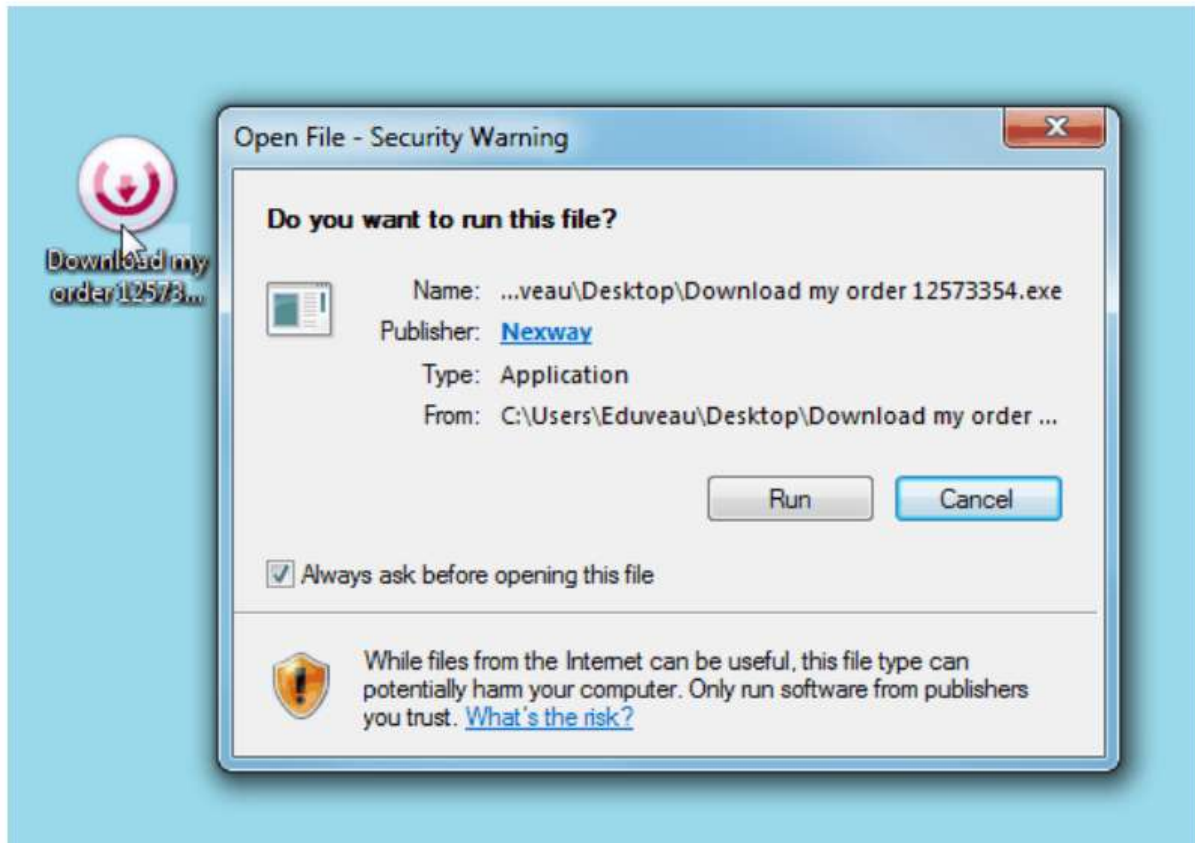 Open File - Security Warning
Download my
order 12573...
Do you want to run this file?
Name: ...veau\Desktop\Download my order 12573354.exe
Publisher: Nexway
Type: Application
From: C:\Users\Eduveau\Desktop\Download my order ...
Run Cancel
Always ask before opening this file
While files from the Internet can be useful, this file type can
potentially harm your computer. Only run software from publishers
you trust. What's the risk?